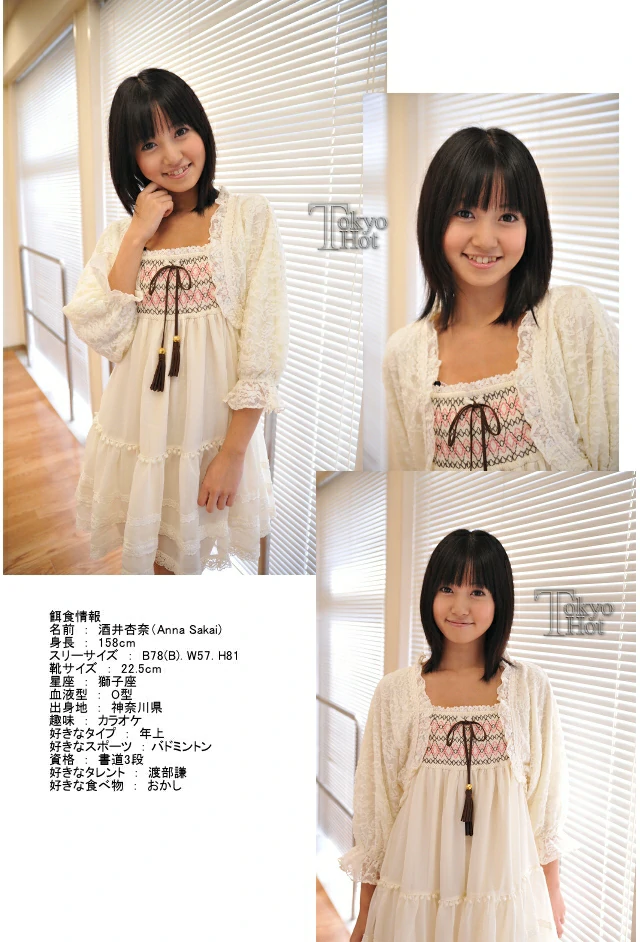 Tokyo
Hot
Tokyo
Hot
餌食情報
名前 ： 酒井杏奈(Anna Sakai)
身長 ： 158cm
スリーサイズ ： B78(B). W57. H81
靴サイズ ： 22.5cm
星座 ： 獅子座
血液型 ： O型
出身地 ： 神奈川県
趣味 ： カラオケ
好きなタイプ ： 年上
好きなスポーツ ： バドミントン
資格 ： 書道3段
好きなタレント ： 渡部謙
好きな食べ物 ： おかし